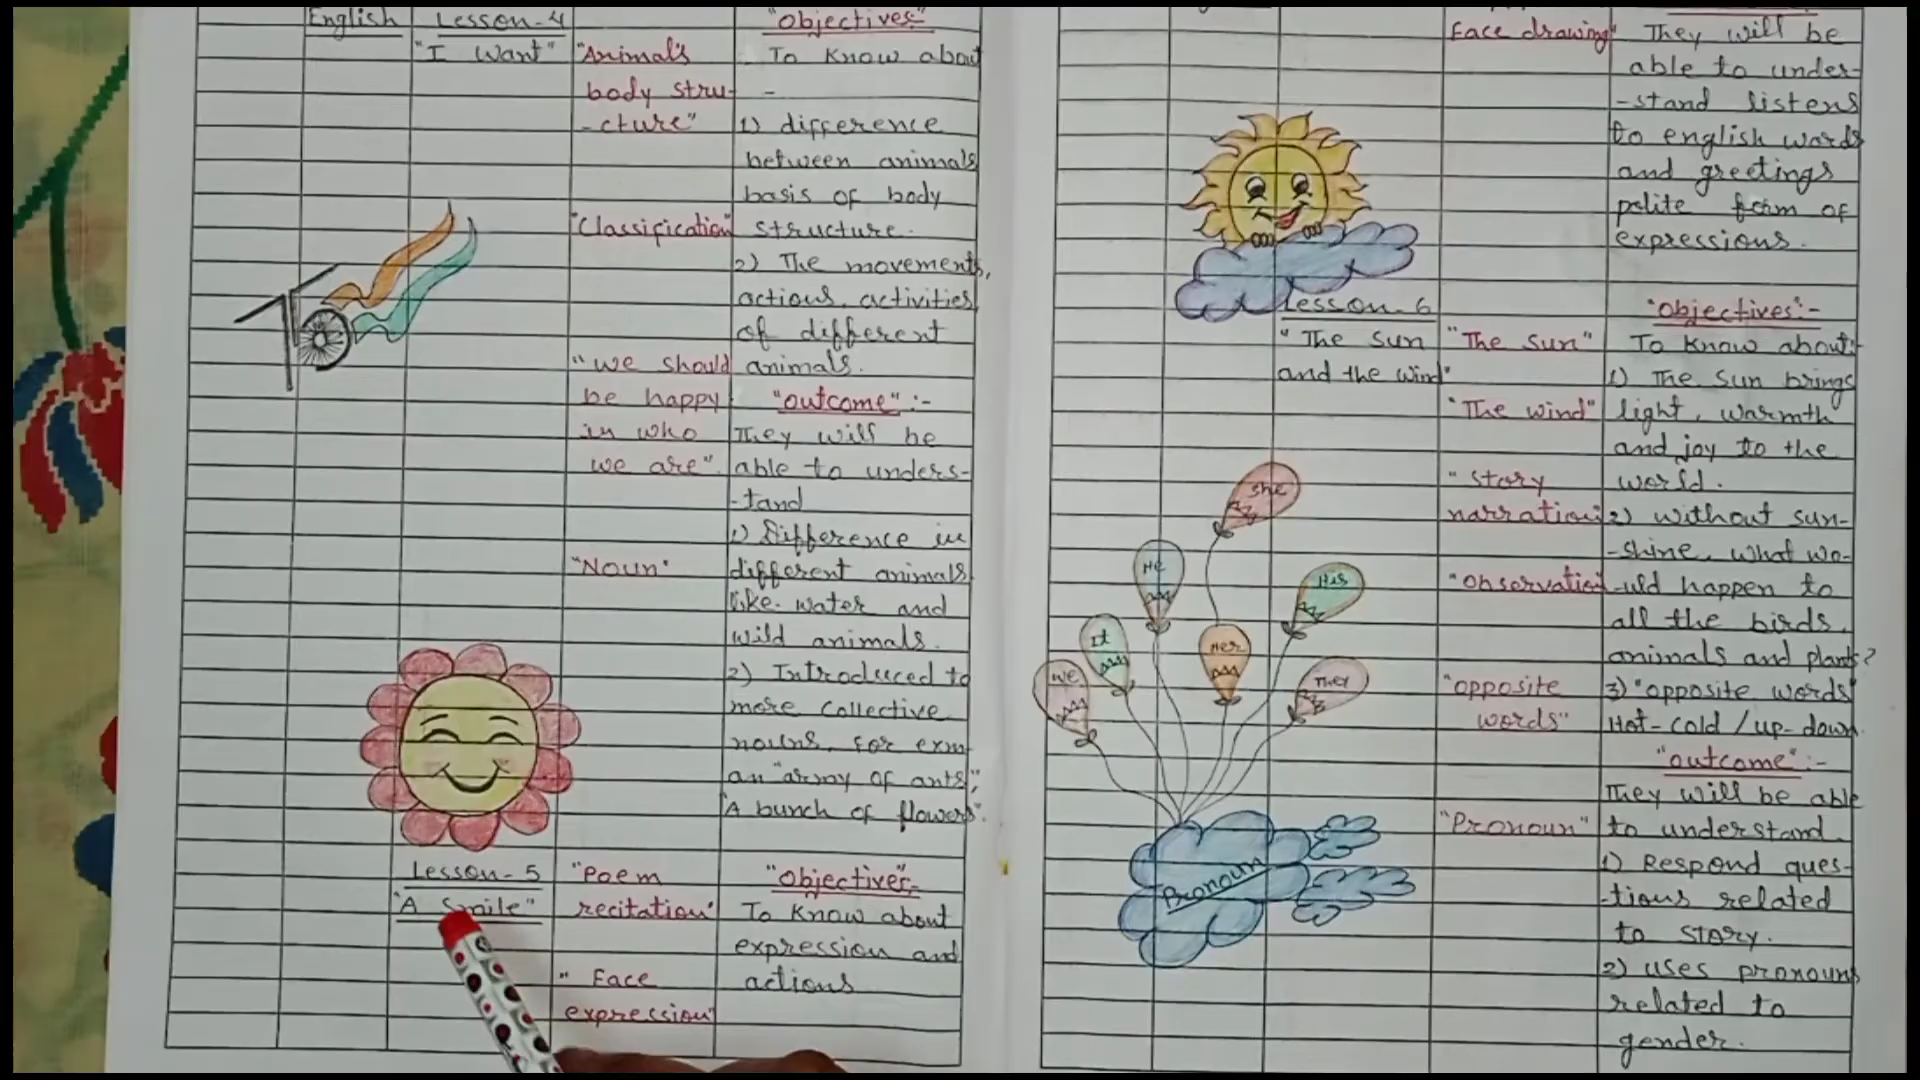 English
Lesson-4
"I Want"
"Animal's
body stru-
-cture"
"Classification"
"we should
be happy
in who
we are".
"Noun"
"Objectives"
To Know about
-
1) difference
between animals
basis of body
structure.
2) The movements,
actions, activities
of different
animals.
"outcome":-
They will be
able to unders-
-tand
1) Difference in
different animals
like water and
wild animals.
2) Introduced to
more Collective
nouns, for exm
an "army of ants",
"A bunch of flowers".
Lesson-5
"A Smile"
"Poem
recitation"
"Face
expression"
"Objective":-
To Know about
expression and
actions
Face drawing"
They will be
able to under-
-stand listens
to english words
and greetings
polite form of
expressions.
Lesson-6
"The Sun
and the wind"
"The Sun"
"The wind"
"story
narration"
"Observation
"opposite
words"
"Pronoun"
"Objectives":-
To Know about:-
1) The Sun brings
light, warmth
and joy to the
world.
2) without sun-
-shine, what wo-
-uld happen to
all the birds,
animals and plants?
3) "opposite words"
Hot-cold/up-down.
"outcome":-
They will be able
to understand
1) Respond ques-
-tions related
to story.
2) uses pronouns
related to
gender.
She
He
His
It
Her
we
They
Pronoun